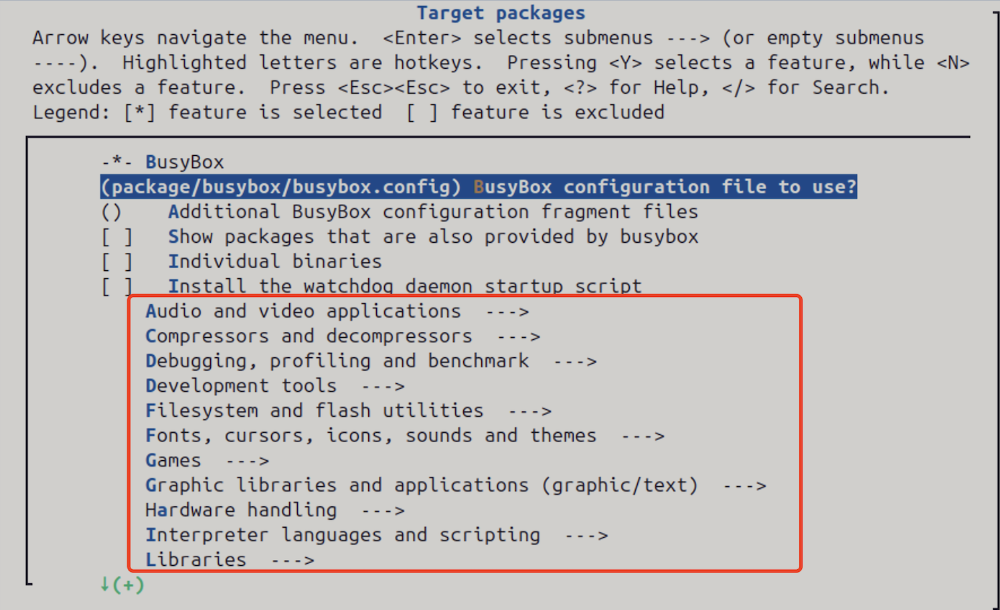 Target packages
Arrow keys navigate the menu.  <Enter> selects submenus ---> (or empty submenus
----).  Highlighted letters are hotkeys.  Pressing <Y> selects a feature, while <N>
excludes a feature.  Press <Esc><Esc> to exit, <?> for Help, </> for Search.
Legend: [*] feature is selected  [ ] feature is excluded
-*- BusyBox
(package/busybox/busybox.config) BusyBox configuration file to use?
()    Additional BusyBox configuration fragment files
[ ]   Show packages that are also provided by busybox
[ ]   Individual binaries
[ ]   Install the watchdog daemon startup script
Audio and video applications  --->
Compressors and decompressors  --->
Debugging, profiling and benchmark  --->
Development tools  --->
Filesystem and flash utilities  --->
Fonts, cursors, icons, sounds and themes  --->
Games  --->
Graphic libraries and applications (graphic/text)  --->
Hardware handling  --->
Interpreter languages and scripting  --->
Libraries  --->
↓(+)